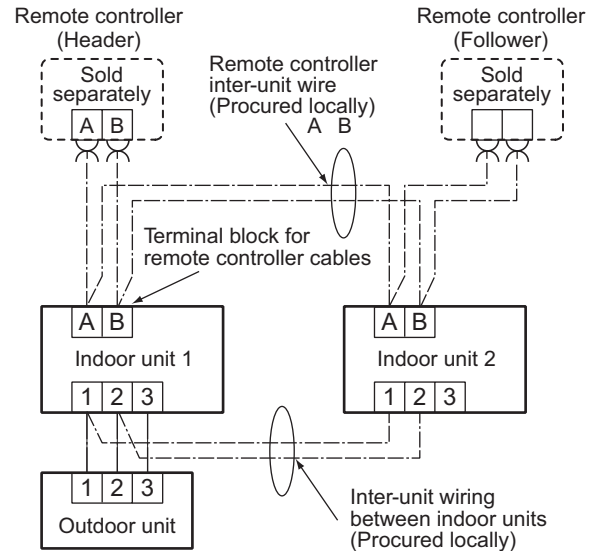 Remote controller
(Header)
Remote controller
(Follower)
Sold
separately
A B
Remote controller
inter-unit wire
(Procured locally)
A B
Sold
separately
Terminal block for
remote controller cables
A B
Indoor unit 1
1 2 3
A B
Indoor unit 2
1 2 3
1 2 3
Outdoor unit
Inter-unit wiring
between indoor units
(Procured locally)